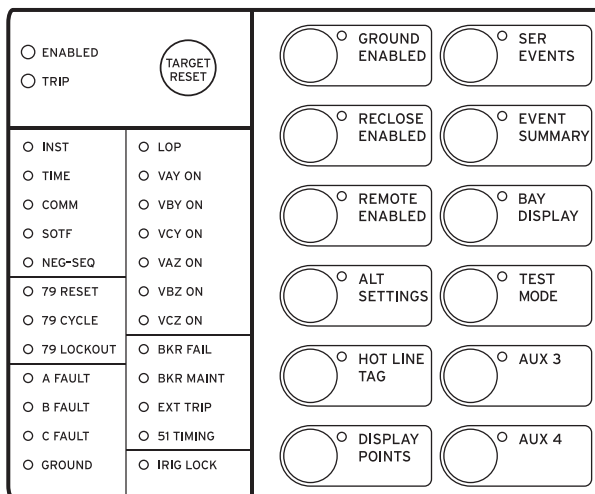 ENABLED
TRIP
TARGET
RESET
INST
TIME
COMM
SOTF
NEG-SEQ
79 RESET
79 CYCLE
79 LOCKOUT
A FAULT
B FAULT
C FAULT
GROUND
LOP
VAY ON
VBY ON
VCY ON
VAZ ON
VBZ ON
VCZ ON
BKR FAIL
BKR MAINT
EXT TRIP
51 TIMING
IRIG LOCK
GROUND
ENABLED
SER
EVENTS
RECLOSE
ENABLED
EVENT
SUMMARY
REMOTE
ENABLED
BAY
DISPLAY
ALT
SETTINGS
TEST
MODE
HOT LINE
TAG
AUX 3
DISPLAY
POINTS
AUX 4